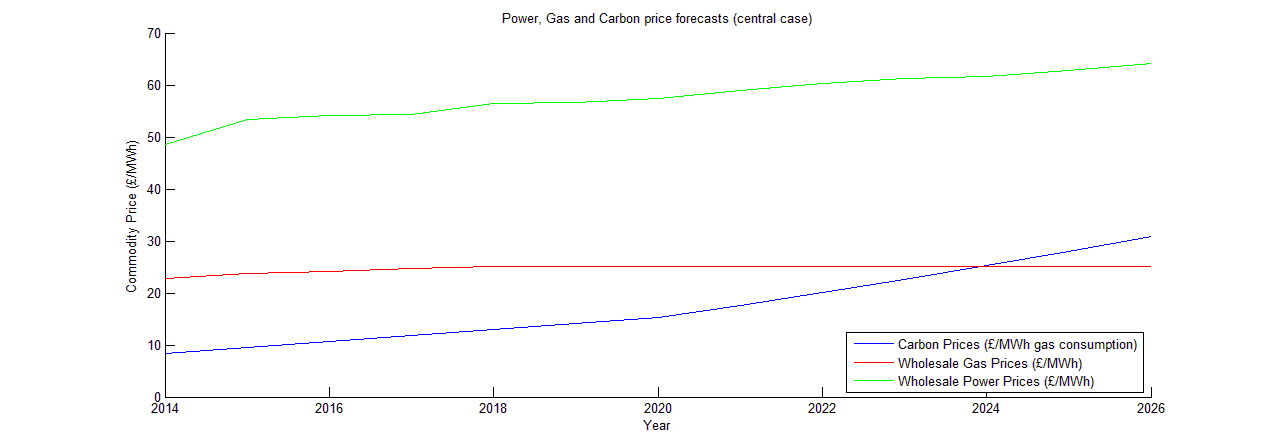 Power, Gas and Carbon price forecasts (central case)
70
60
50
40
30
20
10
0
Commodity Price (£/MWh)
2014
2016
2018
2020
2022
2024
2026
Year
Carbon Prices (£/MWh gas consumption)
Wholesale Gas Prices (£/MWh)
Wholesale Power Prices (£/MWh)